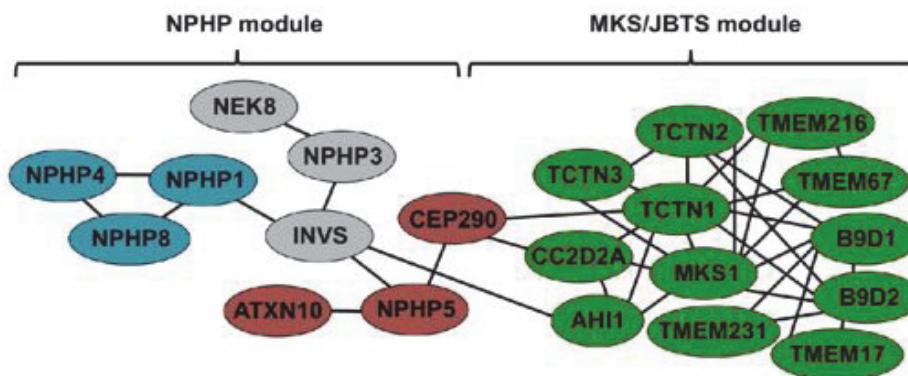 NPHP module MKS/JBTS module
NEK8
TCTN2 TMEM216
NPHP3
NPHP4 NPHP1 TCTN3 TMEM67
TCTN1
CEP290
NPHP8 INVS B9D1
CC2D2A MKS1
B9D2
ATXN10 NPHP5 AHI1 TMEM231
TMEM17